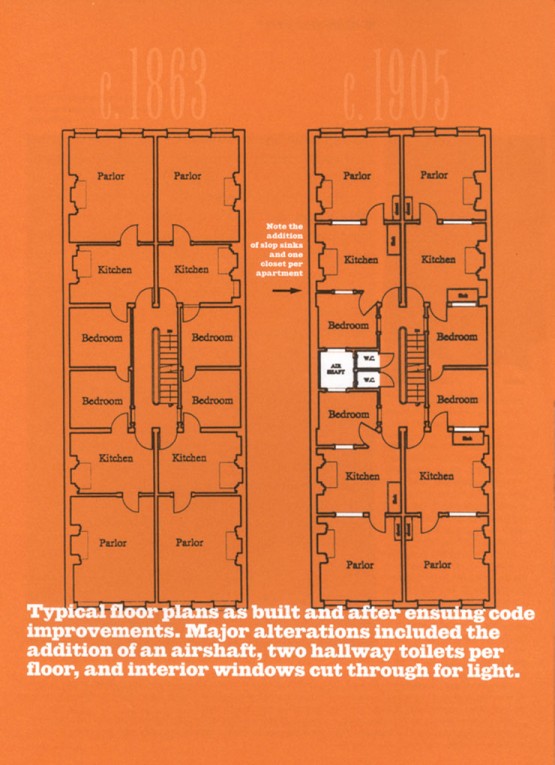 c.1863
c.1905
Parlor
Parlor
Kitchen
Kitchen
Bedroom
Bedroom
Bedroom
Bedroom
Kitchen
Kitchen
Parlor
Parlor
Note the
addition
of slop sinks
and one
closet per
apartment
Parlor
Parlor
Kitchen
Kitchen
Bedroom
Bedroom
AIR
SHAFT
W.C.
W.C.
Bedroom
Bedroom
Kitchen
Kitchen
Parlor
Parlor
Typical floor plans as built and after ensuing code
improvements. Major alterations included the
addition of an airshaft, two hallway toilets per
floor, and interior windows cut through for light.